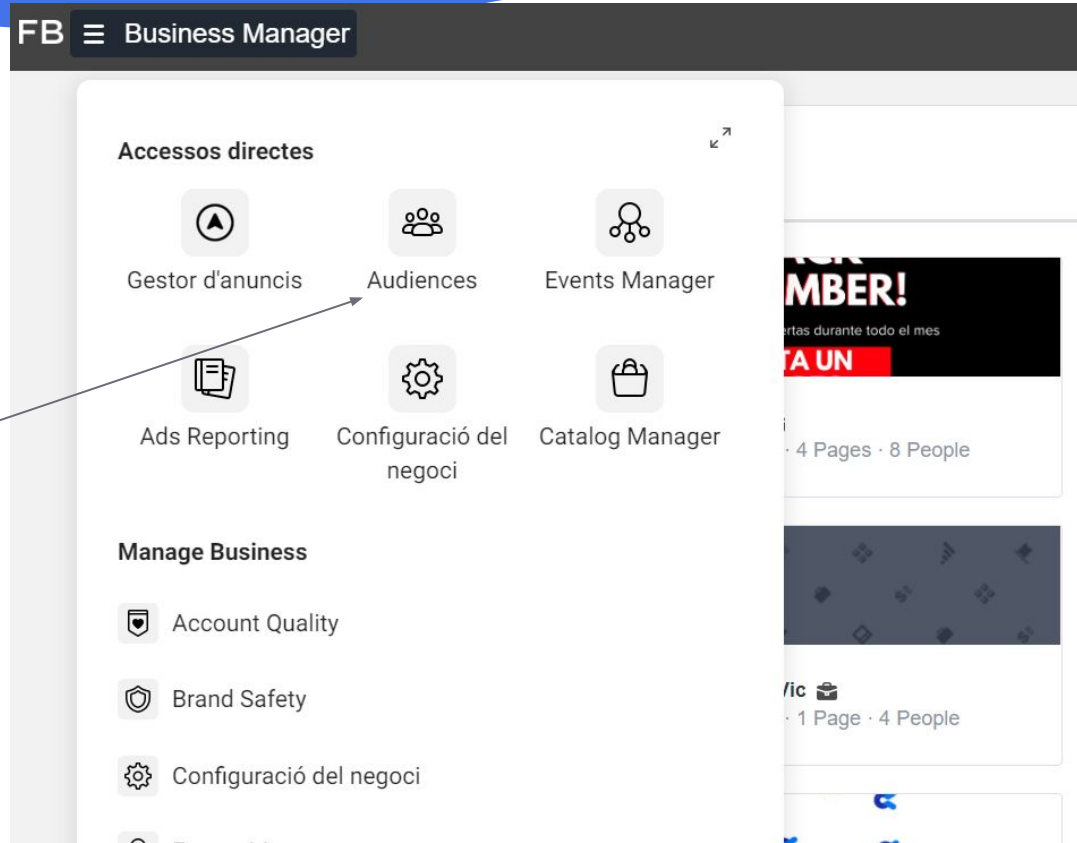 FB Business Manager
Accessos directes
Gestor d'anuncis
Audiences
Events Manager
Ads Reporting
Configuració del
negoci
Catalog Manager
Manage Business
Account Quality
Brand Safety
Configuració del negoci
MBER!
ertas durante todo el mes
TA UN
· 4 Pages · 8 People
Vic
· 1 Page · 4 People